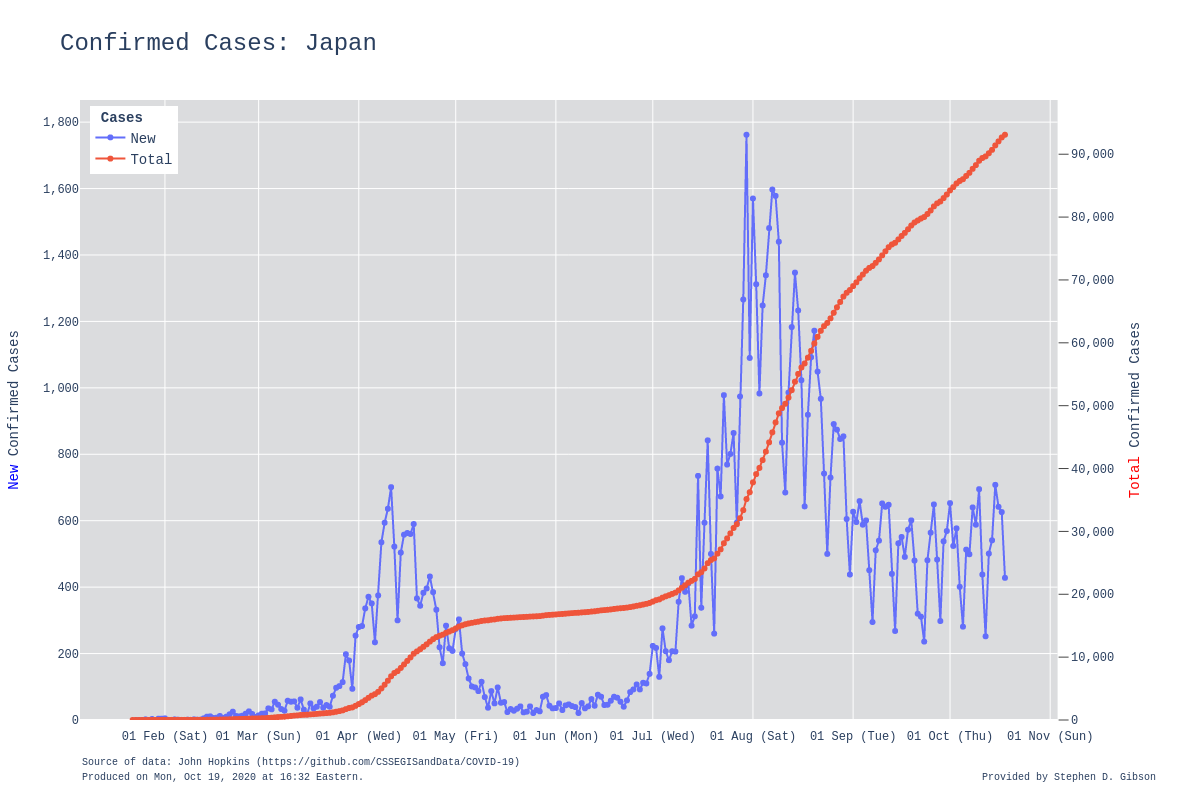 Confirmed Cases: Japan
Cases
New
Total
1,800
1,600
1,400
1,200
1,000
800
600
400
200
0
New Confirmed Cases
90,000
80,000
70,000
60,000
50,000
40,000
30,000
20,000
10,000
0
Total Confirmed Cases
01 Feb (Sat) 01 Mar (Sun) 01 Apr (Wed) 01 May (Fri) 01 Jun (Mon) 01 Jul (Wed) 01 Aug (Sat) 01 Sep (Tue) 01 Oct (Thu) 01 Nov (Sun)
Source of data: John Hopkins (https://github.com/CSSEGISandData/COVID-19)
Produced on Mon, Oct 19, 2020 at 16:32 Eastern.
Provided by Stephen D. Gibson